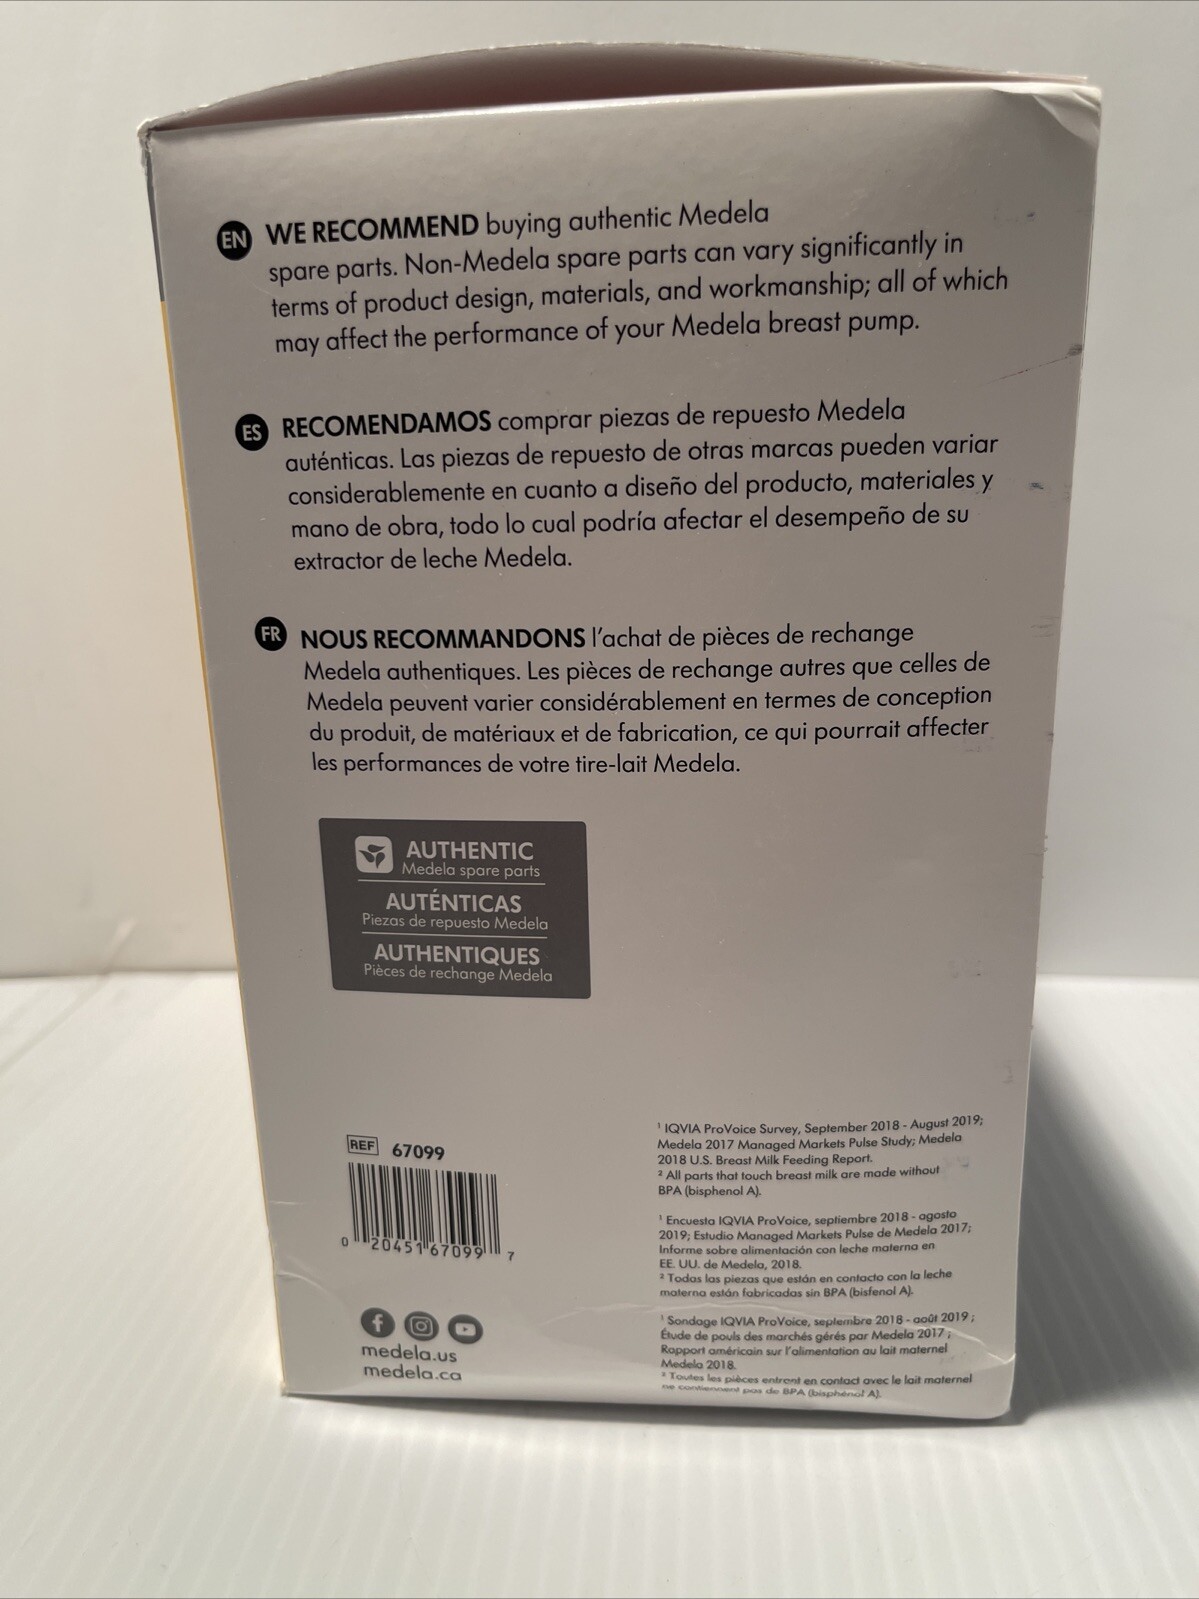 EN WE RECOMMEND buying authentic Medela
spare parts. Non-Medela spare parts can vary significantly in
terms of product design, materials, and workmanship; all of which
may affect the performance of your Medela breast pump.
ES RECOMENDAMOS comprar piezas de repuesto Medela
auténticas. Las piezas de repuesto de otras marcas pueden variar
considerablemente en cuanto a diseño del producto, materiales y
mano de obra, todo lo cual podría afectar el desempeño de su
extractor de leche Medela.
FR NOUS RECOMMANDONS l'achat de pièces de rechange
Medela authentiques. Les pièces de rechange autres que celles de
Medela peuvent varier considérablement en termes de conception
du produit, de matériaux et de fabrication, ce qui pourrait affecter
les performances de votre tire-lait Medela.
AUTHENTIC
Medela spare parts
AUTÉNTICAS
Piezas de repuesto Medela
AUTHENTIQUES
Pièces de rechange Medela
REF 67099
0 20451 67099 7
medela.us
medela.ca
¹ IQVIA ProVoice Survey, September 2018 - August 2019;
Medela 2017 Managed Markets Pulse Study; Medela
2018 U.S. Breast Milk Feeding Report.
² All parts that touch breast milk are made without
BPA (bisphenol A).
¹ Encuesta IQVIA ProVoice, septiembre 2018 - agosto
2019; Estudio Managed Markets Pulse de Medela 2017;
Informe sobre alimentación con leche materna en
EE. UU. de Medela, 2018.
² Todas las piezas que están en contacto con la leche
materna están fabricadas sin BPA (bisfenol A).
¹ Sondage IQVIA ProVoice, septembre 2018 - août 2019 ;
Étude de pouls des marchés gérés par Medela 2017 ;
Rapport américain sur l'alimentation au lait maternel
Medela 2018.
² Toutes les pièces entrant en contact avec le lait maternel
ne contiennent pas de BPA (bisphénol A).